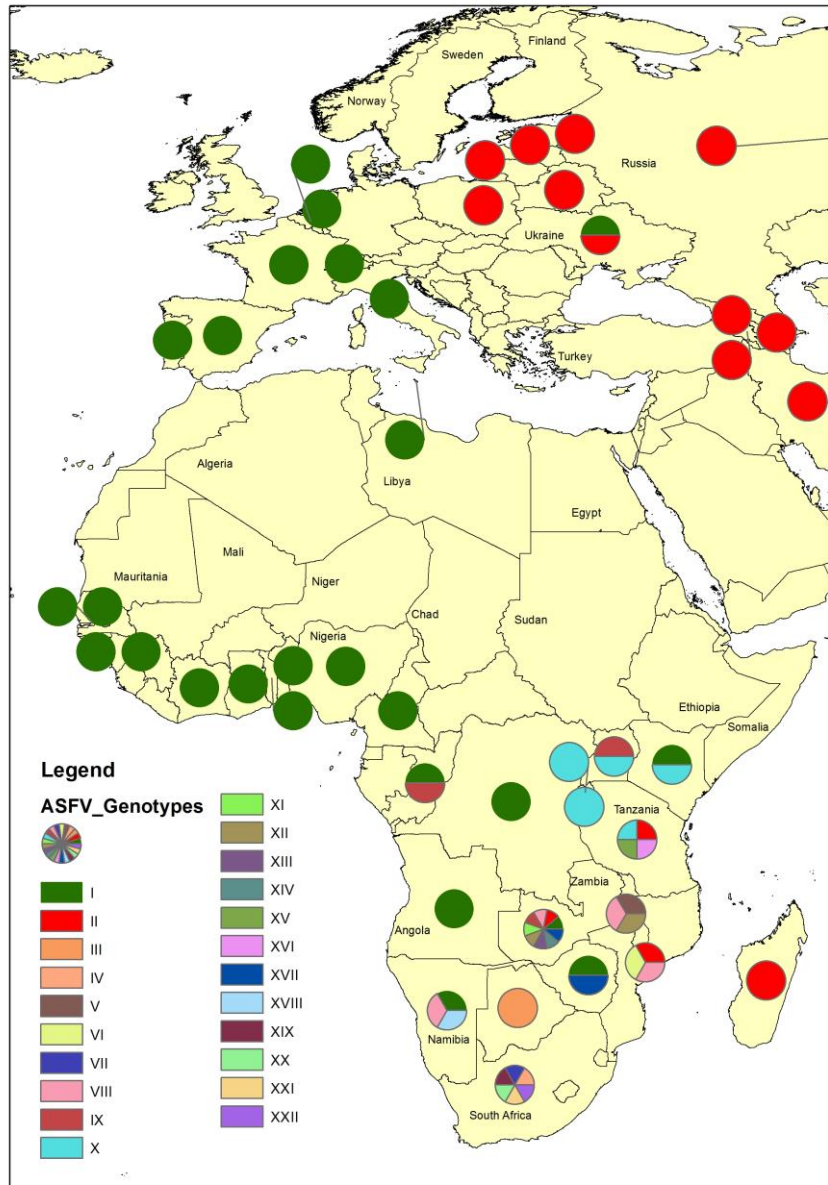 Finland
Sweden
Norway
Russia
Ukraine
Turkey
Algeria
Libya
Egypt
Mali
Mauritania
Niger
Chad
Sudan
Nigeria
Ethiopia
Somalia
Tanzania
Zambia
Angola
Namibia
South Africa
Legend
ASFV_Genotypes
I
II
III
IV
V
VI
VII
VIII
IX
X
XI
XII
XIII
XIV
XV
XVI
XVII
XVIII
XIX
XX
XXI
XXII